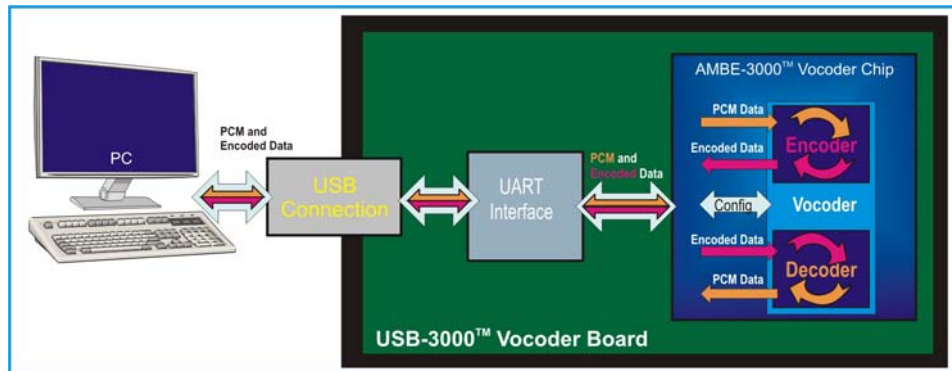 AMBE-3000™ Vocoder Chip
PCM Data
Encoder
Encoded Data
PCM and
Encoded Data
PC
USB
Connection
UART
Interface
PCM and
Encoded Data
Config
Vocoder
Encoded Data
Decoder
PCM Data
USB-3000™ Vocoder Board